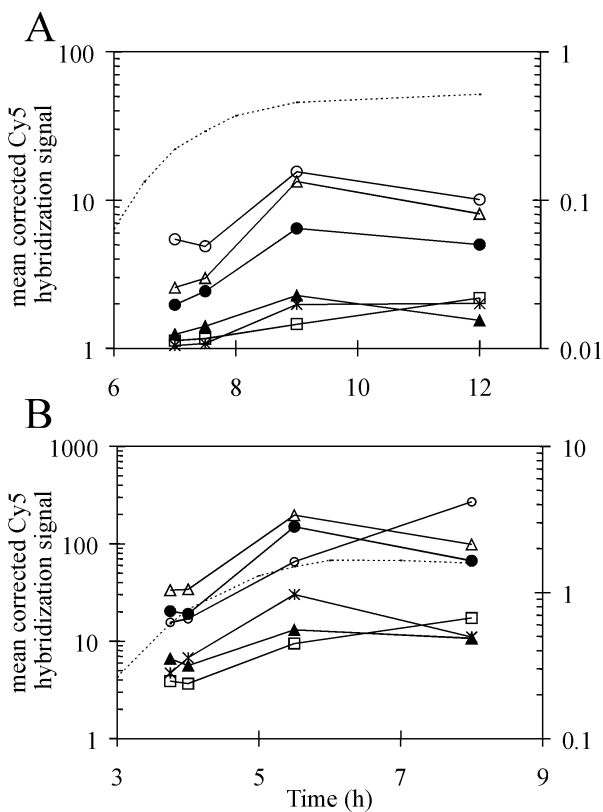 A
100
10
1
mean corrected Cy5
hybridization signal
1
0.1
0.01
6 8 10 12
B
1000
100
10
1
mean corrected Cy5
hybridization signal
10
1
0.1
3 5 7 9
Time (h)